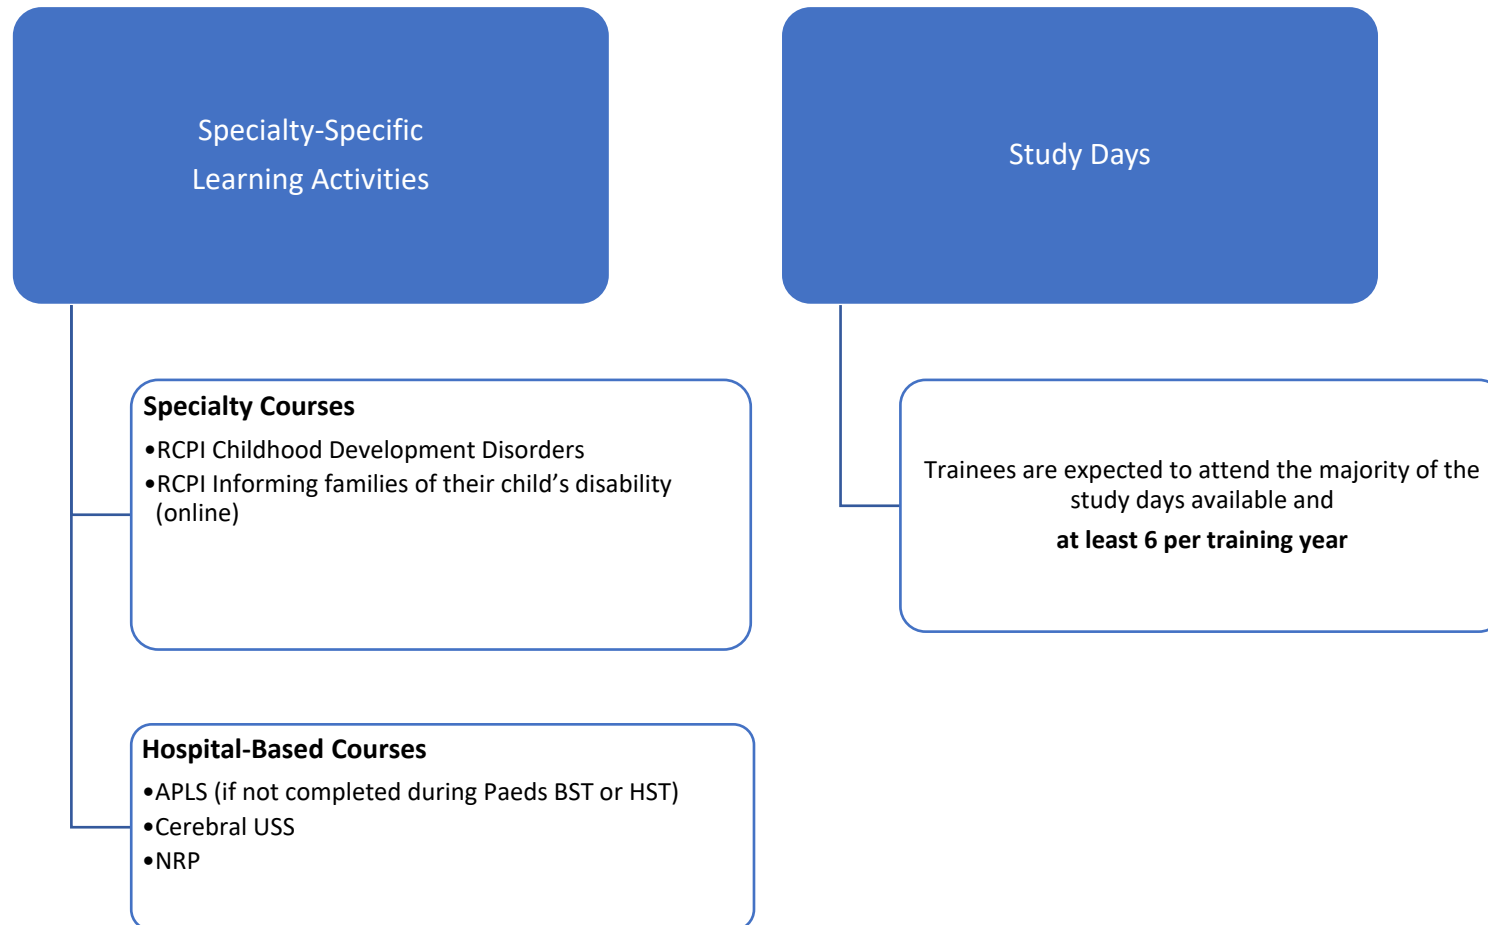 Specialty-Specific
Learning Activities
Specialty Courses
•RCPI Childhood Development Disorders
•RCPI Informing families of their child’s disability
(online)
Hospital-Based Courses
•APLS (if not completed during Paeds BST or HST)
•Cerebral USS
•NRP
Study Days
Trainees are expected to attend the majority of the
study days available and
at least 6 per training year